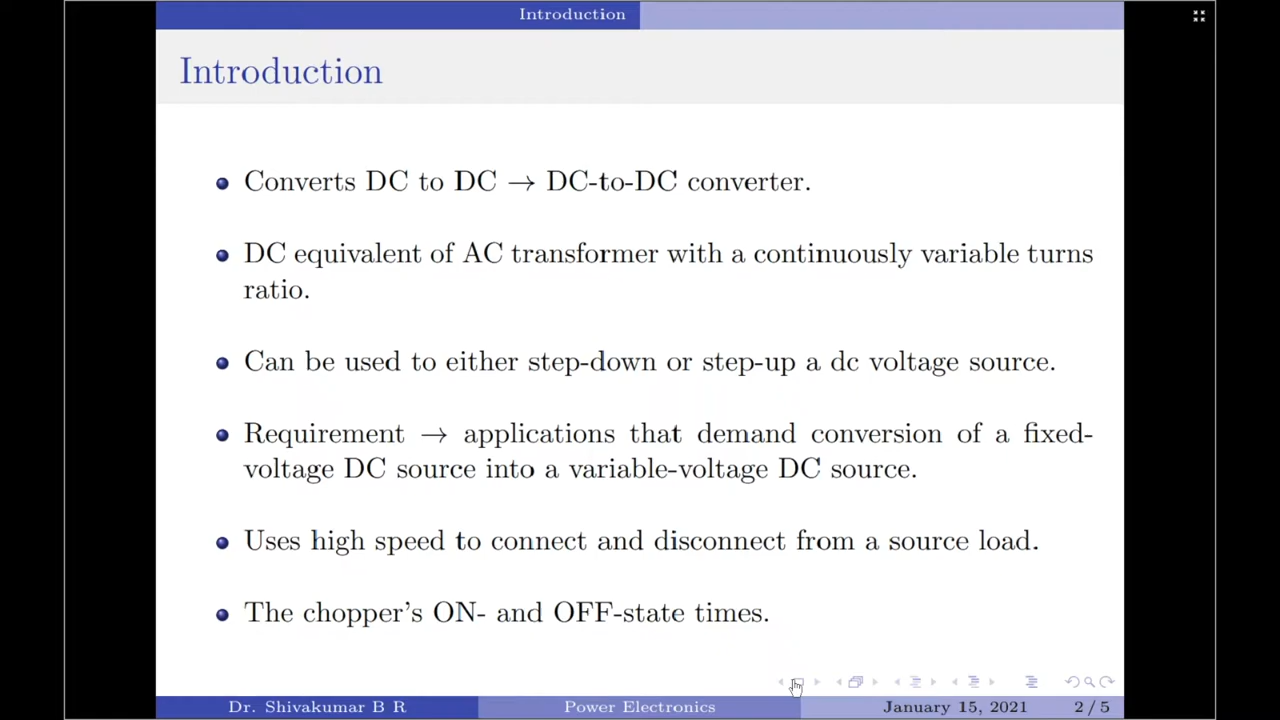 Introduction
Introduction
Converts DC to DC → DC-to-DC converter.
DC equivalent of AC transformer with a continuously variable turns
ratio.
Can be used to either step-down or step-up a dc voltage source.
Requirement → applications that demand conversion of a fixed-
voltage DC source into a variable-voltage DC source.
Uses high speed to connect and disconnect from a source load.
The chopper's ON- and OFF-state times.
Dr. Shivakumar B R Power Electronics January 15, 2021 2 / 5